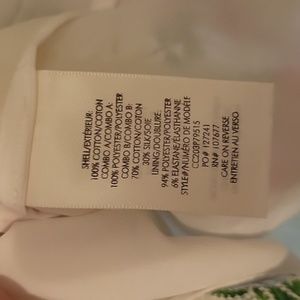 SHELL/EXTÉRIEUR:
100% COTTON/COTON
COMBO A/COMBO A:
100% POLYESTER/POLYESTER
COMBO B/COMBO B:
70% COTTON/COTON
30% SILK/SOIE
LINING/DOUBLURE:
94% POLYESTER/POLYESTER
6% ELASTANE/ÉLASTHANNE
STYLE#/NUMÉRO DE MODÈLE
CC20P7951S
PO# 127241
RN# 107677
CARE ON REVERSE
ENTRETIEN AU VERSO